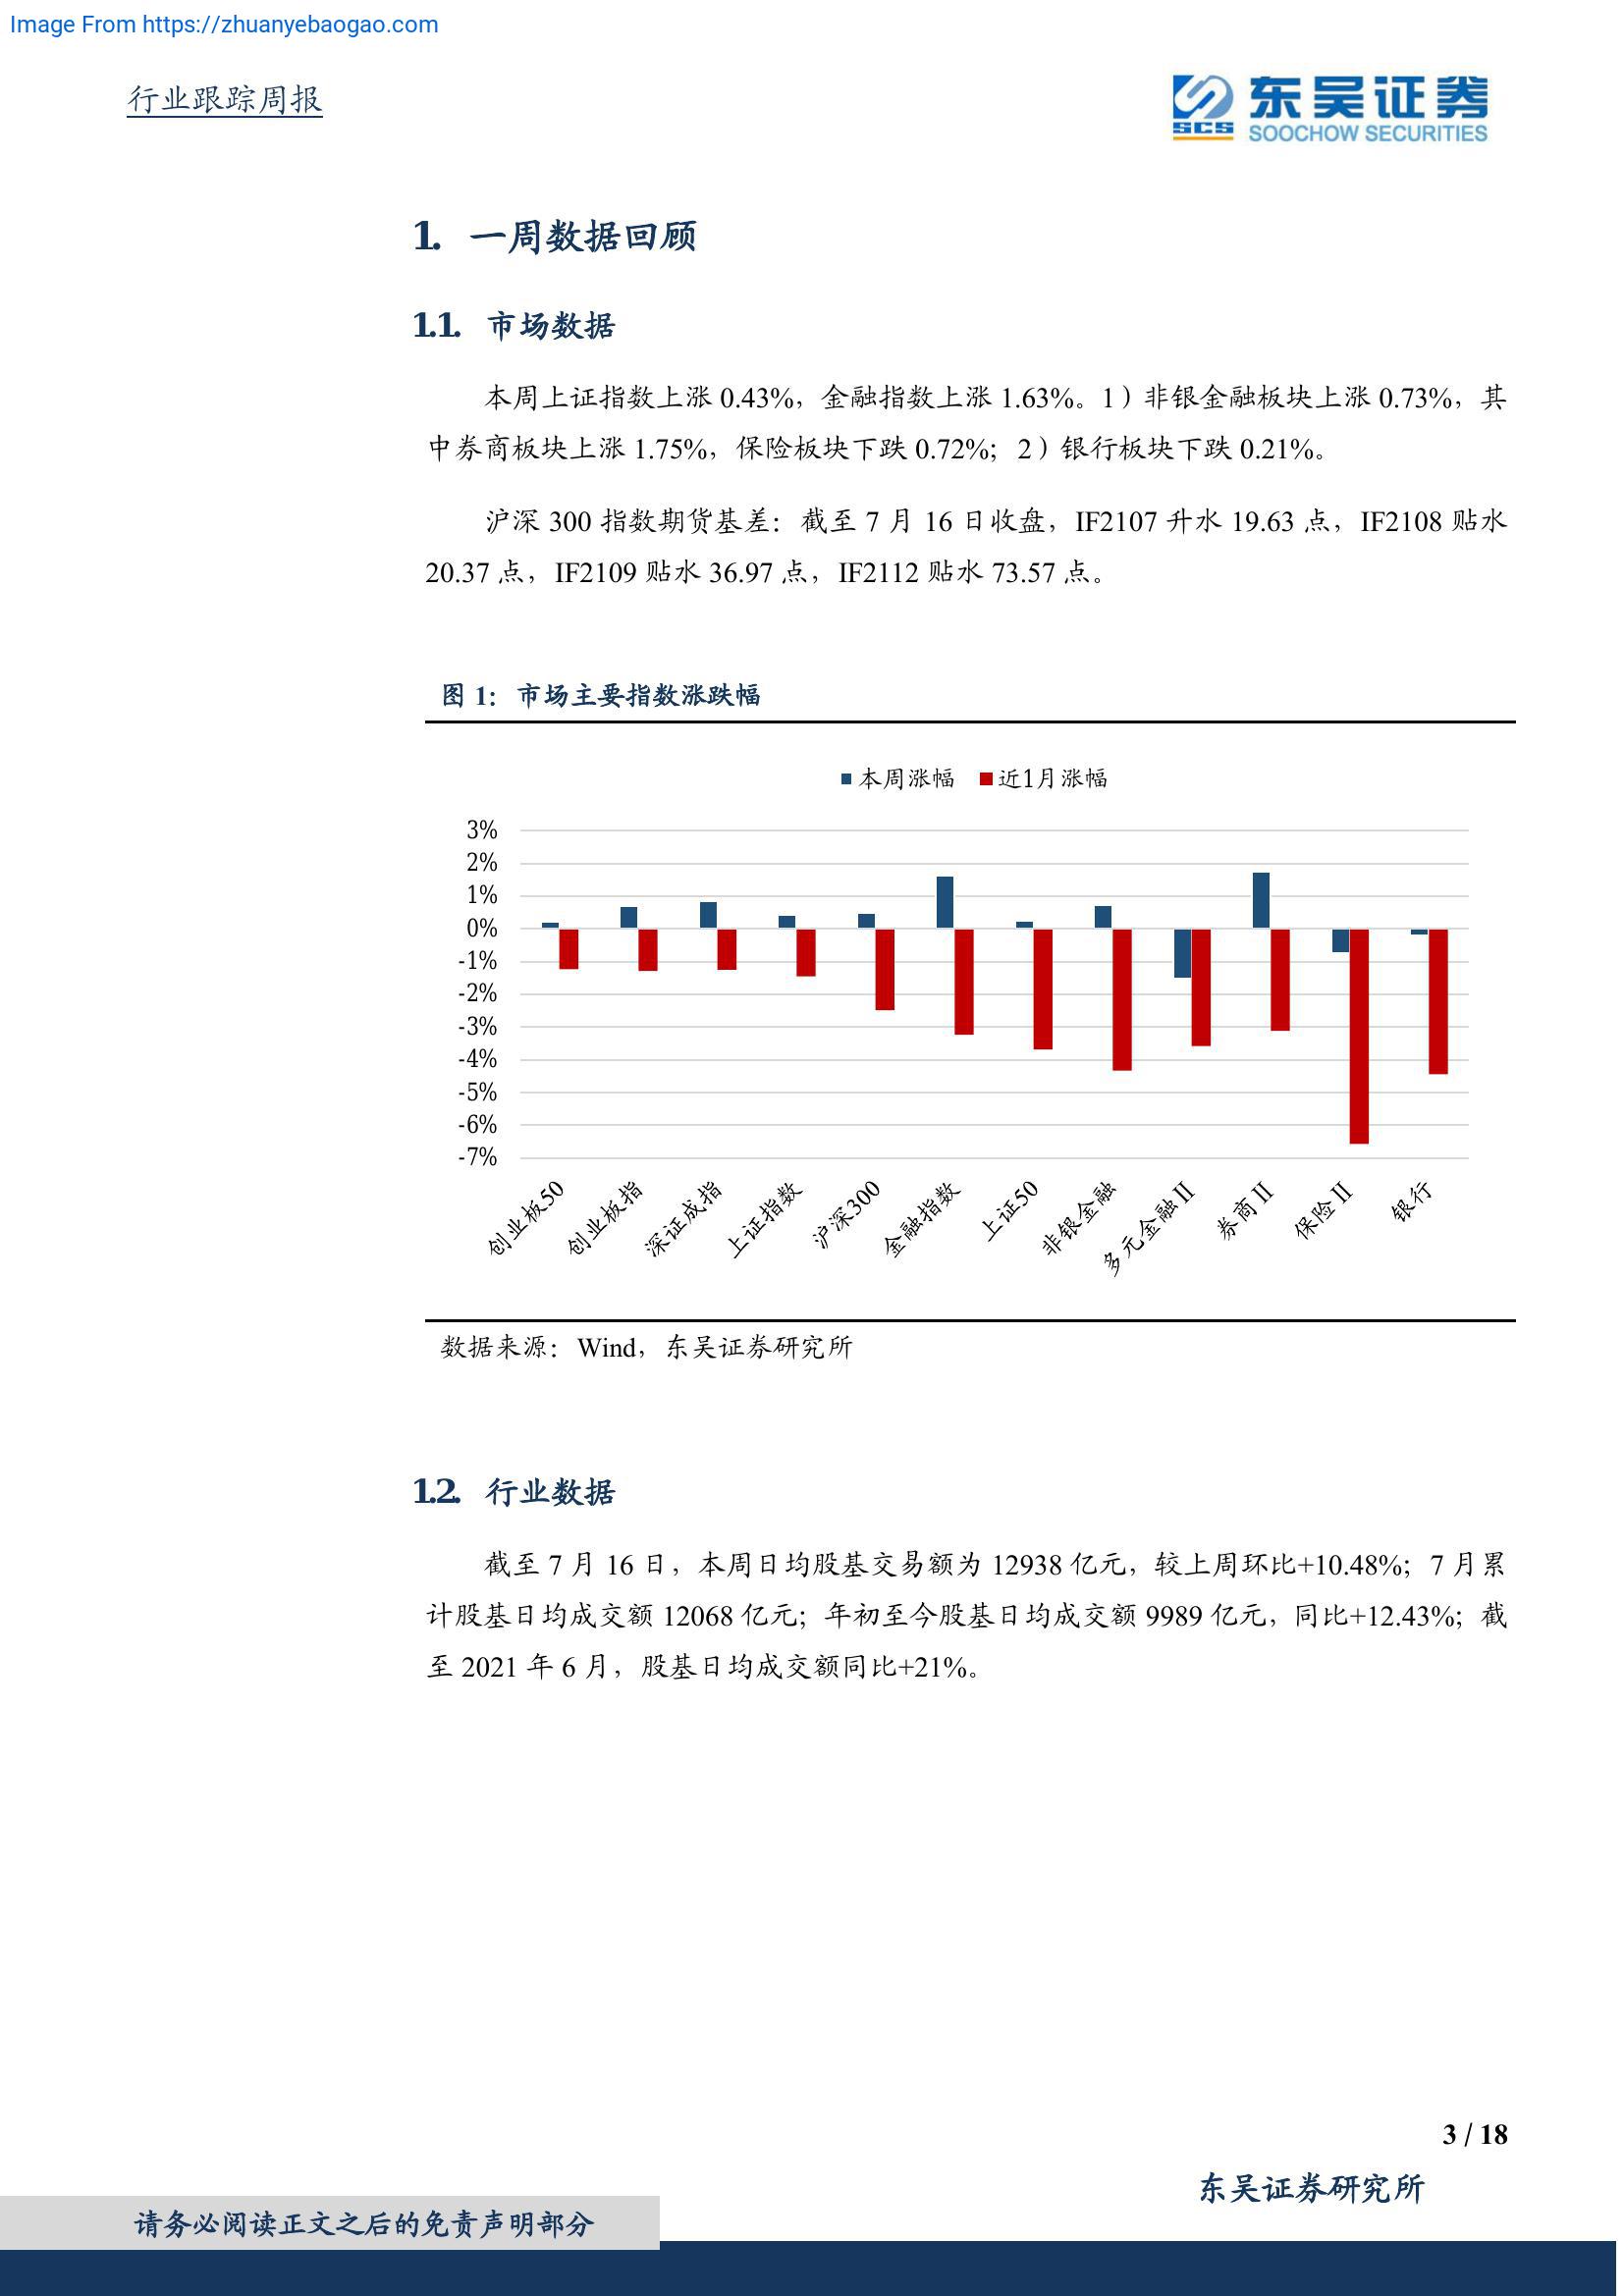 Image From https://zhuanyebaogao.com
行业跟踪周报
SCS
东吴证券
SOOCHOW SECURITIES
1. 一周数据回顾
1.1. 市场数据
本周上证指数上涨 0.43%，金融指数上涨 1.63%。1）非银金融板块上涨 0.73%，其
中券商板块上涨 1.75%，保险板块下跌 0.72%；2）银行板块下跌 0.21%。
沪深 300 指数期货基差：截至 7 月 16 日收盘，IF2107 升水 19.63 点，IF2108 贴水
20.37 点，IF2109 贴水 36.97 点，IF2112 贴水 73.57 点。
图 1：市场主要指数涨跌幅
本周涨幅 近1月涨幅
3%
2%
1%
0%
-1%
-2%
-3%
-4%
-5%
-6%
-7%
创业板50
创业板指
深证成指
上证指数
沪深300
金融指数
上证50
非银金融
多元金融Ⅱ
券商Ⅱ
保险Ⅱ
银行
数据来源：Wind，东吴证券研究所
1.2. 行业数据
截至 7 月 16 日，本周日均股基交易额为 12938 亿元，较上周环比+10.48%；7 月累
计股基日均成交额 12068 亿元；年初至今股基日均成交额 9989 亿元，同比+12.43%；截
至 2021 年 6 月，股基日均成交额同比+21%。
3 / 18
东吴证券研究所
请务必阅读正文之后的免责声明部分